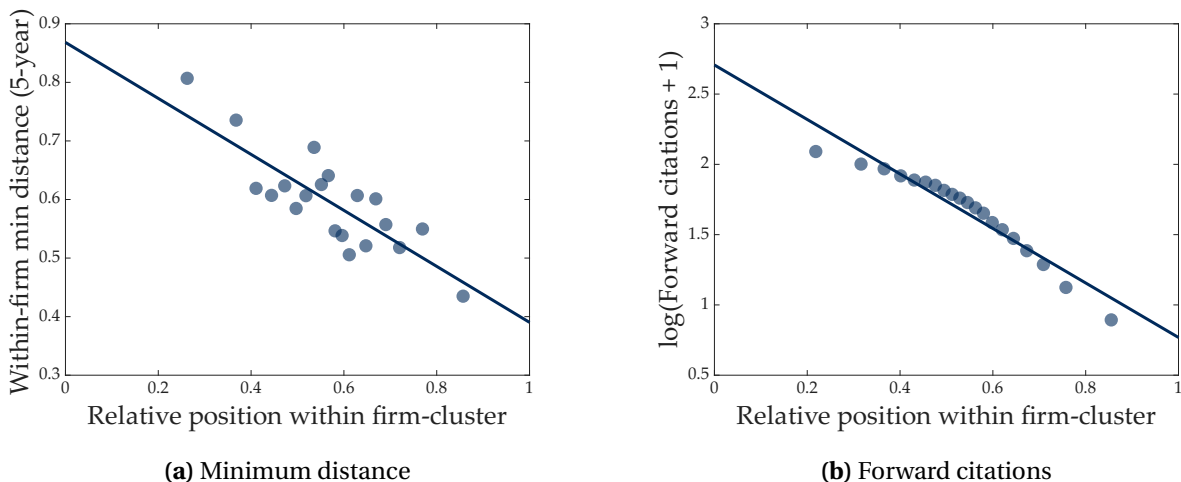 Within-firm min distance (5-year)
0.9
0.8
0.7
0.6
0.5
0.4
0.3
0 0.2 0.4 0.6 0.8 1
Relative position within firm-cluster
(a) Minimum distance
log(Forward citations + 1)
3
2.5
2
1.5
1
0.5
0 0.2 0.4 0.6 0.8 1
Relative position within firm-cluster
(b) Forward citations